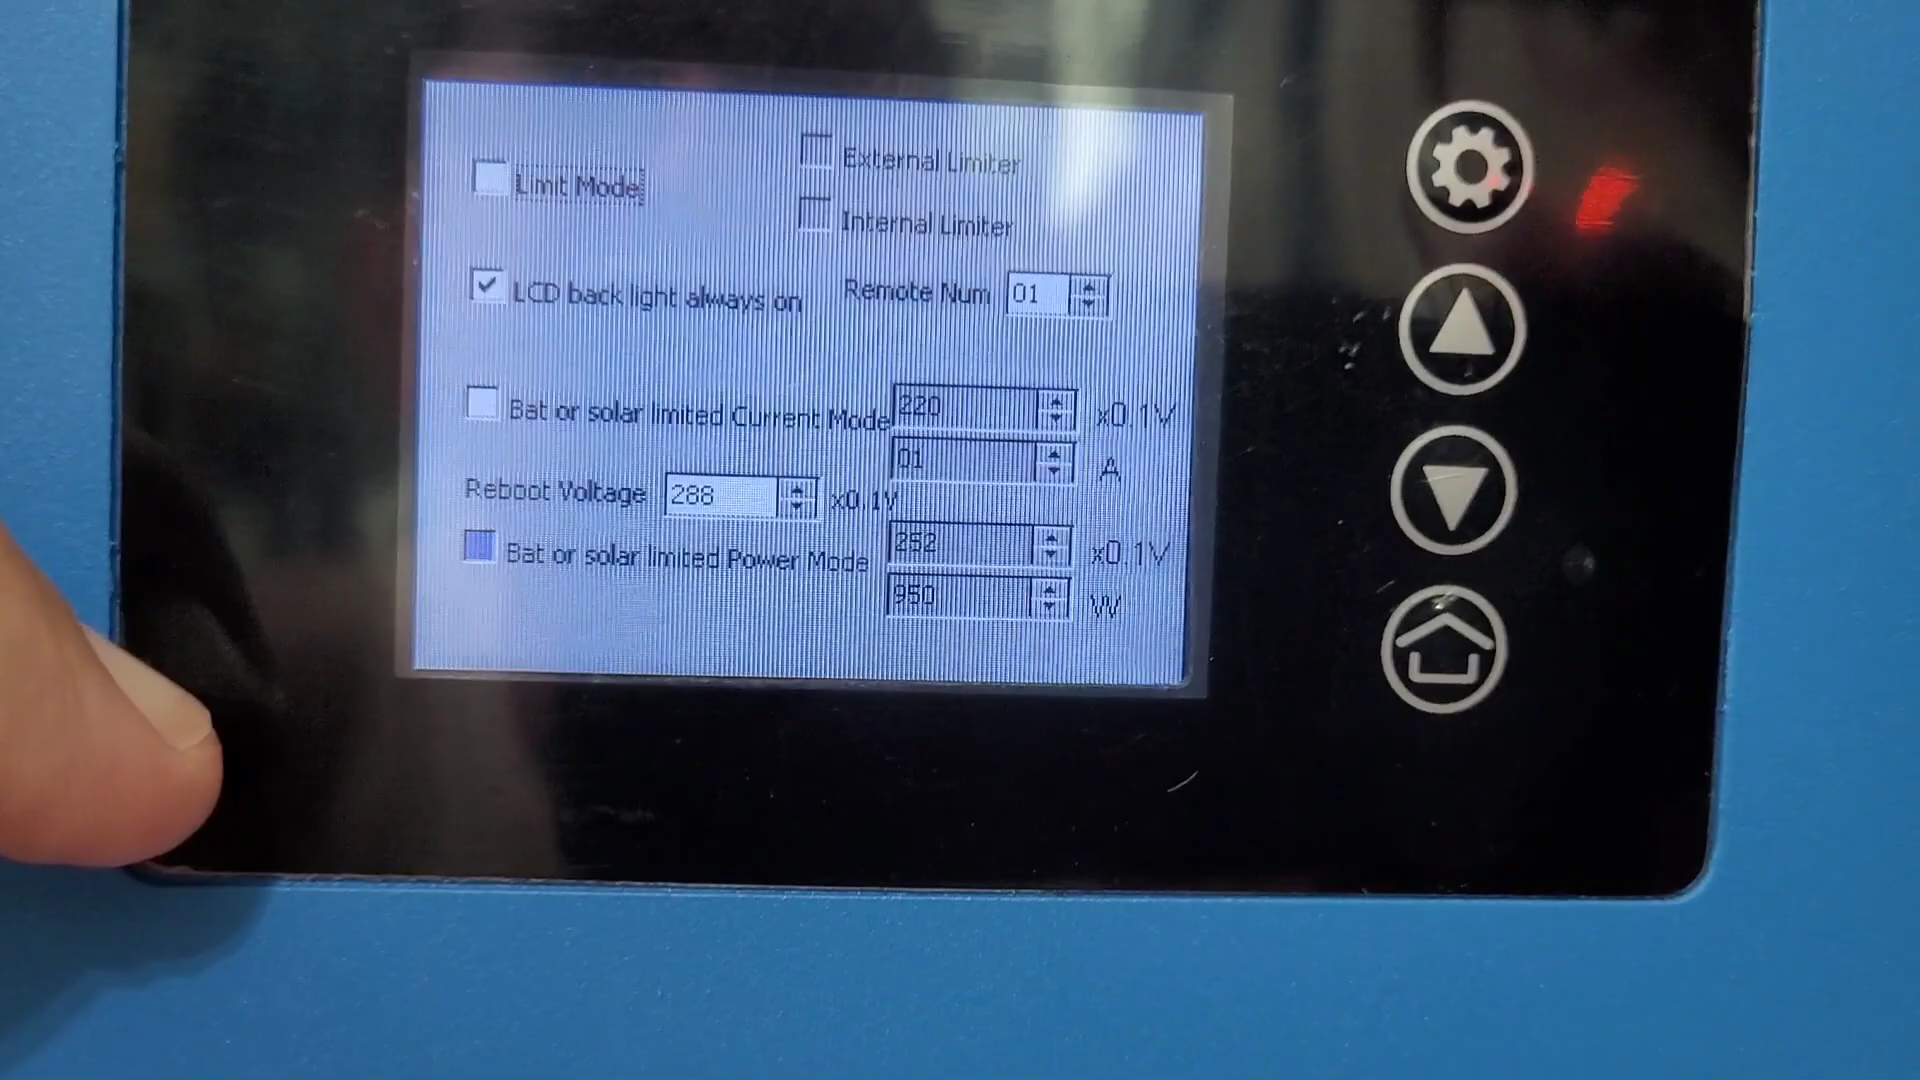 Limit Mode
External Limiter
Internal Limiter
LCD back light always on
Remote Num 01
Bat or solar limited Current Mode 220 x0.1V
01 A
Reboot Voltage 288 x0.1V
Bat or solar limited Power Mode 252 x0.1V
950 W